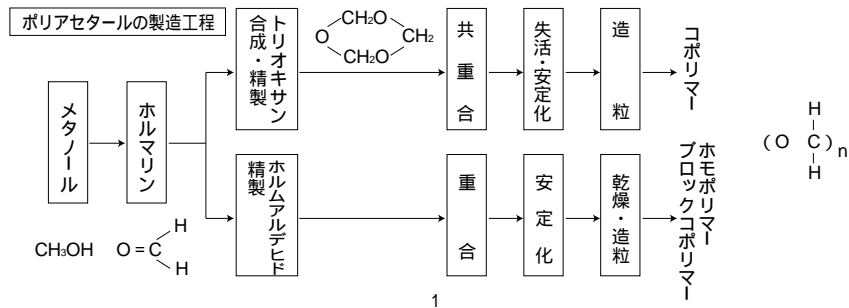 ポリアセタールの製造工程
メタノール
ホルマリン
トリオキサン
合成・精製
CH₂O
O
CH₂
CH₂O
共重合
失活・安定化
造粒
コポリマー
ホルムアルデヒド
精製
重合
安定化
乾燥・造粒
ホモポリマー
ブロックコポリマー
CH₃OH
O=C
H
H
H
(O C)n
H
1